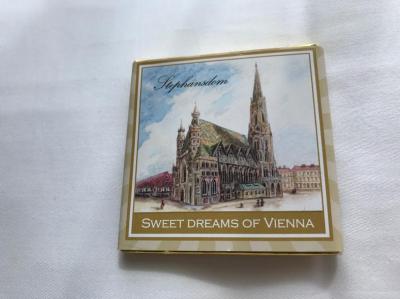 Stephansdom
SWEET DREAMS OF VIENNA